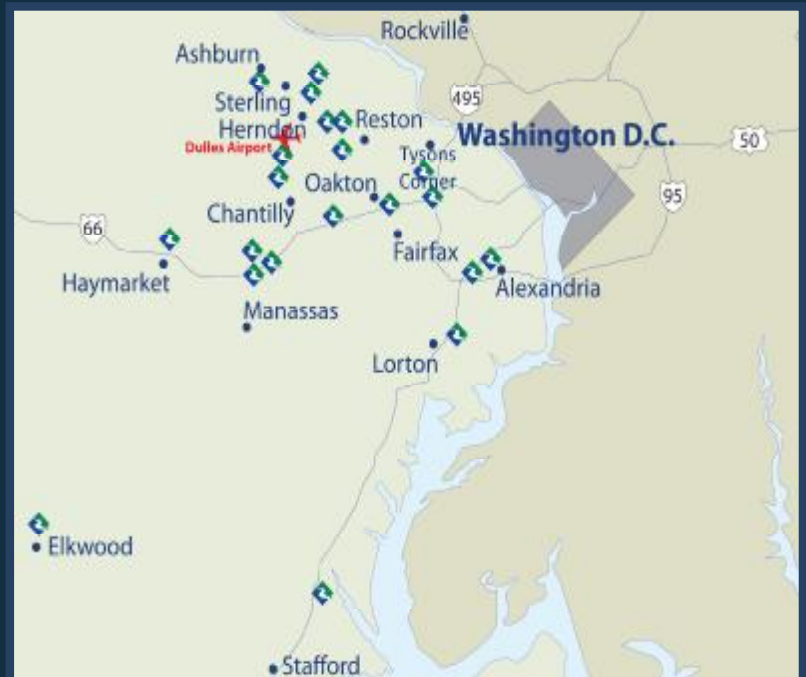 Rockville
Ashburn
495
Sterling
Herndon
Reston
Washington D.C.
50
Dulles Airport
Tysons
Corner
Oakton
95
Chantilly
66
Fairfax
Haymarket
Alexandria
Manassas
Lorton
Elkwood
Stafford